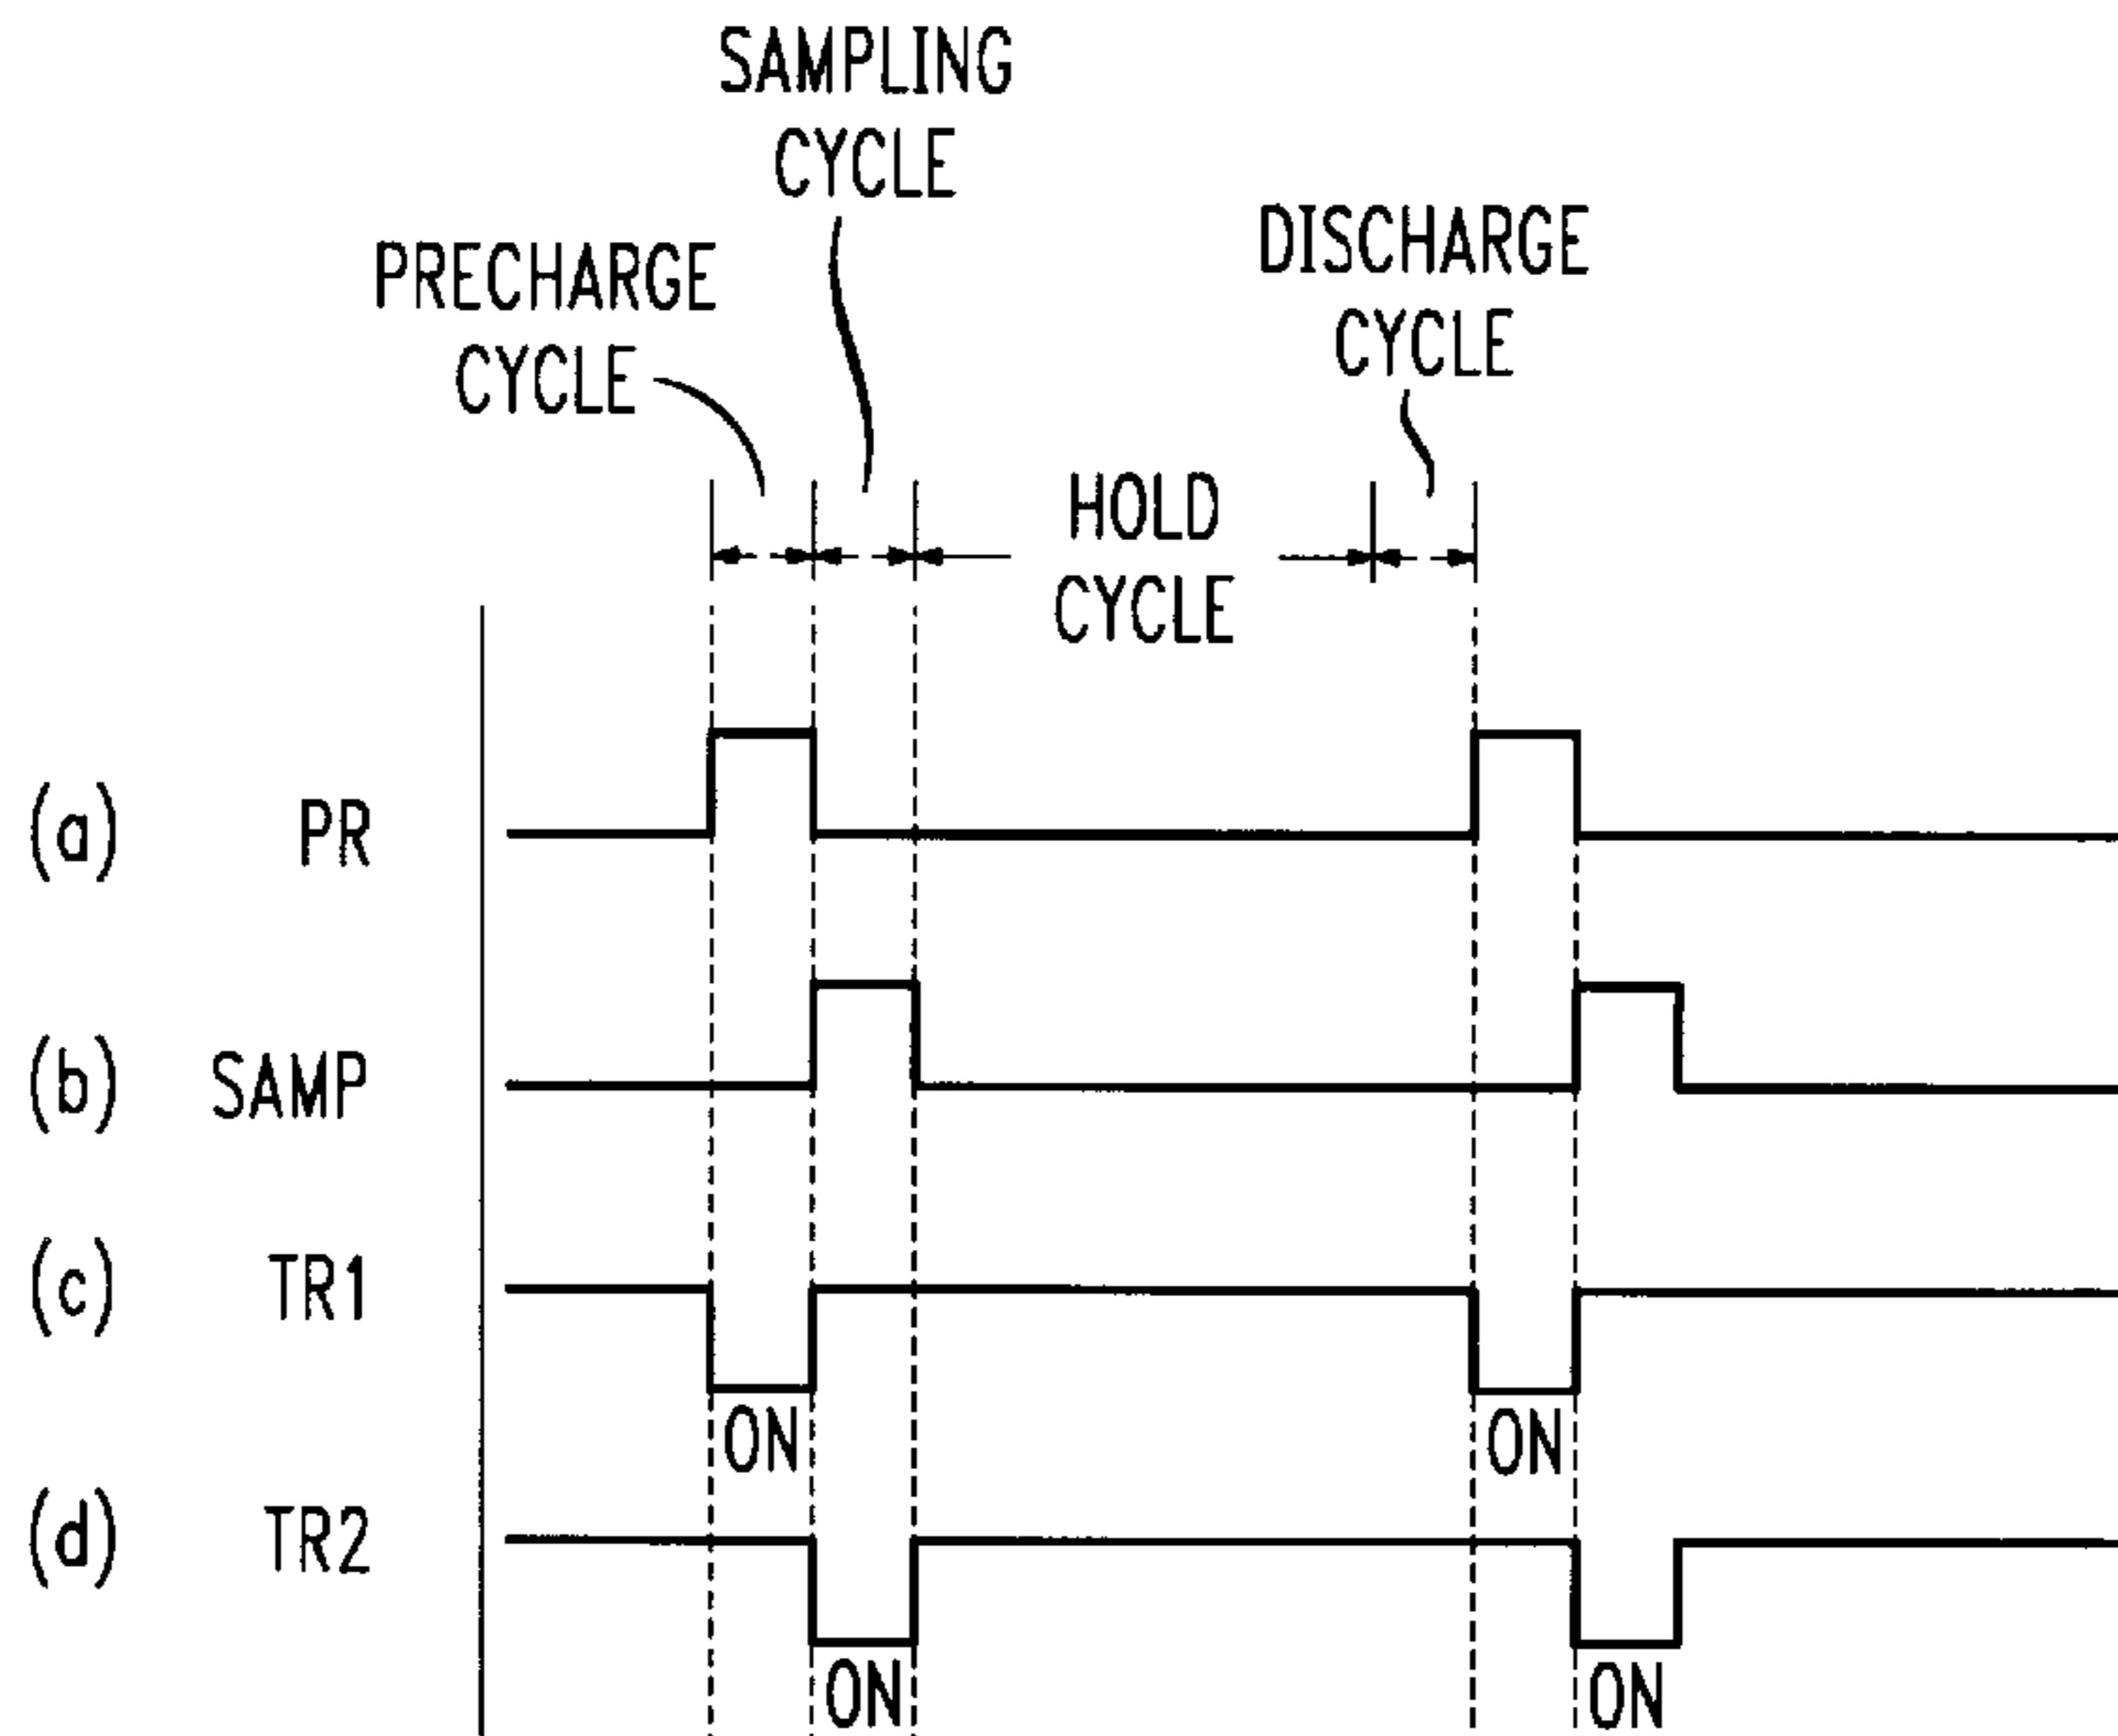 SAMPLING
CYCLE
PRECHARGE
CYCLE
DISCHARGE
CYCLE
HOLD
CYCLE
(a) PR
(b) SAMP
(c) TR1
ON ON
(d) TR2
ON ON